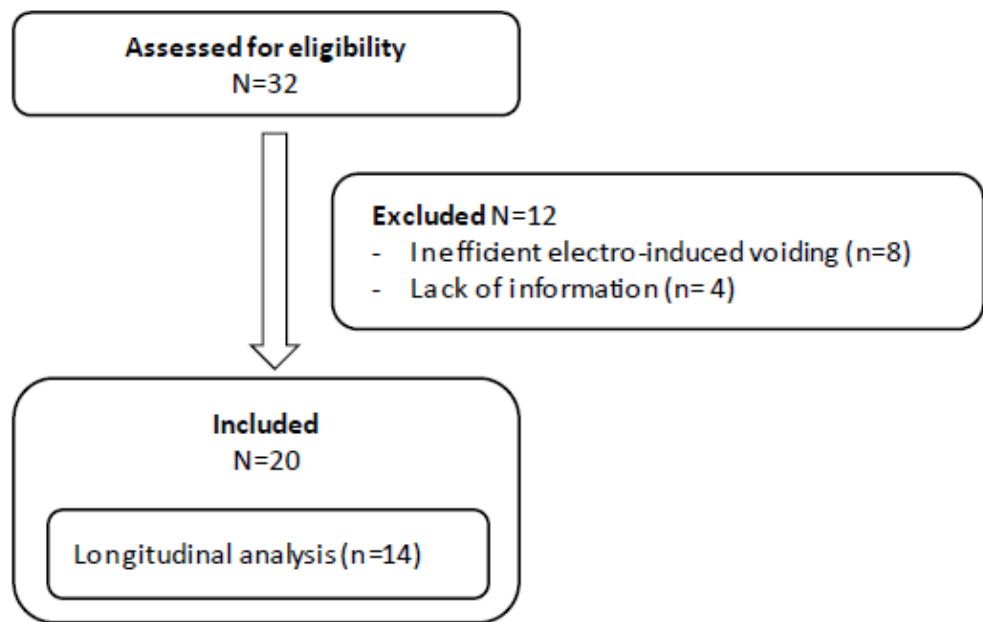 Assessed for eligibility
N=32
Excluded N=12
- Inefficient electro-induced voiding (n=8)
- Lack of information (n= 4)
Included
N=20
Longitudinal analysis (n=14)